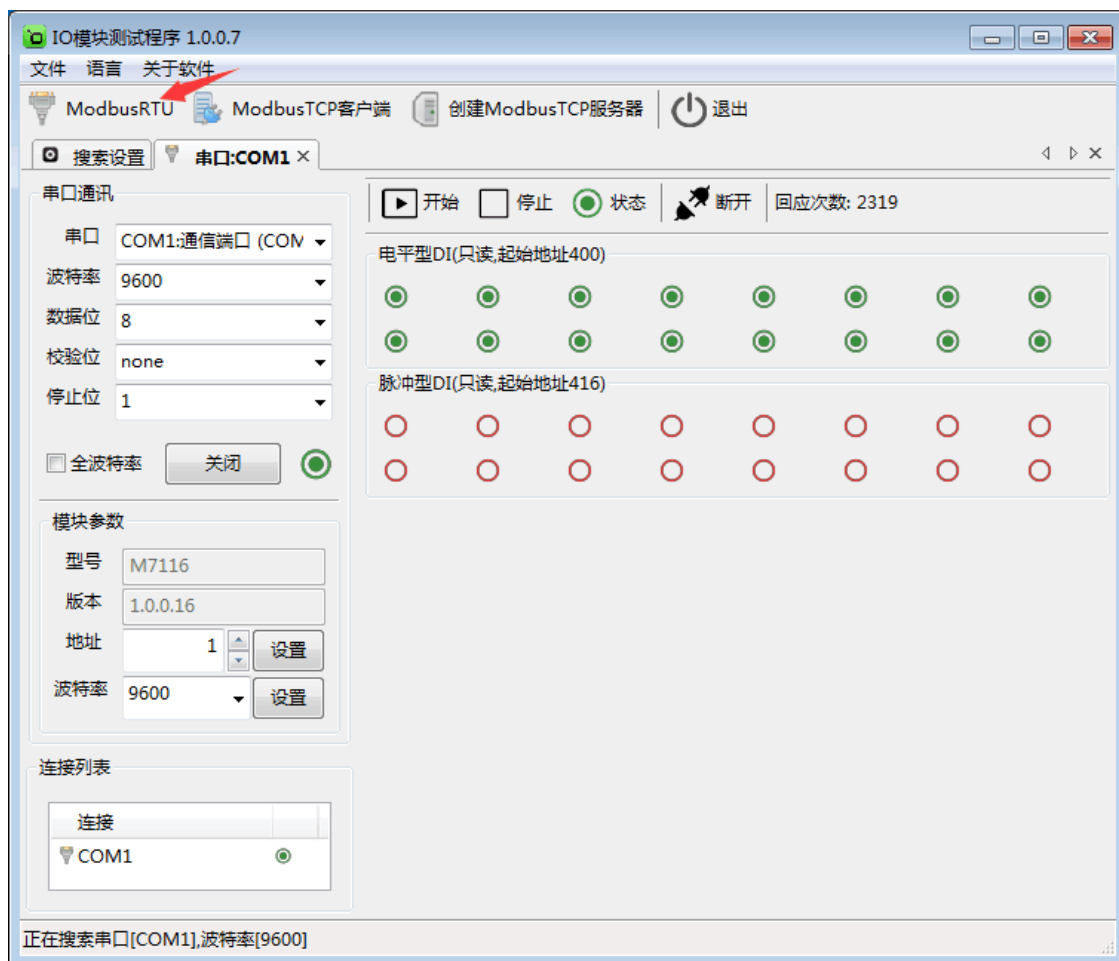 IO模块测试程序 1.0.0.7
文件 语言 关于软件
ModbusRTU ModbusTCP客户端 创建ModbusTCP服务器 退出
搜索设置 串口:COM1
串口通讯
串口 COM1:通信端口 (COM
波特率 9600
数据位 8
校验位 none
停止位 1
全波特率 关闭
模块参数
型号 M7116
版本 1.0.0.16
地址 1 设置
波特率 9600 设置
连接列表
连接
COM1
开始 停止 状态 断开 回应次数: 2319
电平型DI(只读,起始地址400)
脉冲型DI(只读,起始地址416)
正在搜索串口[COM1],波特率[9600]